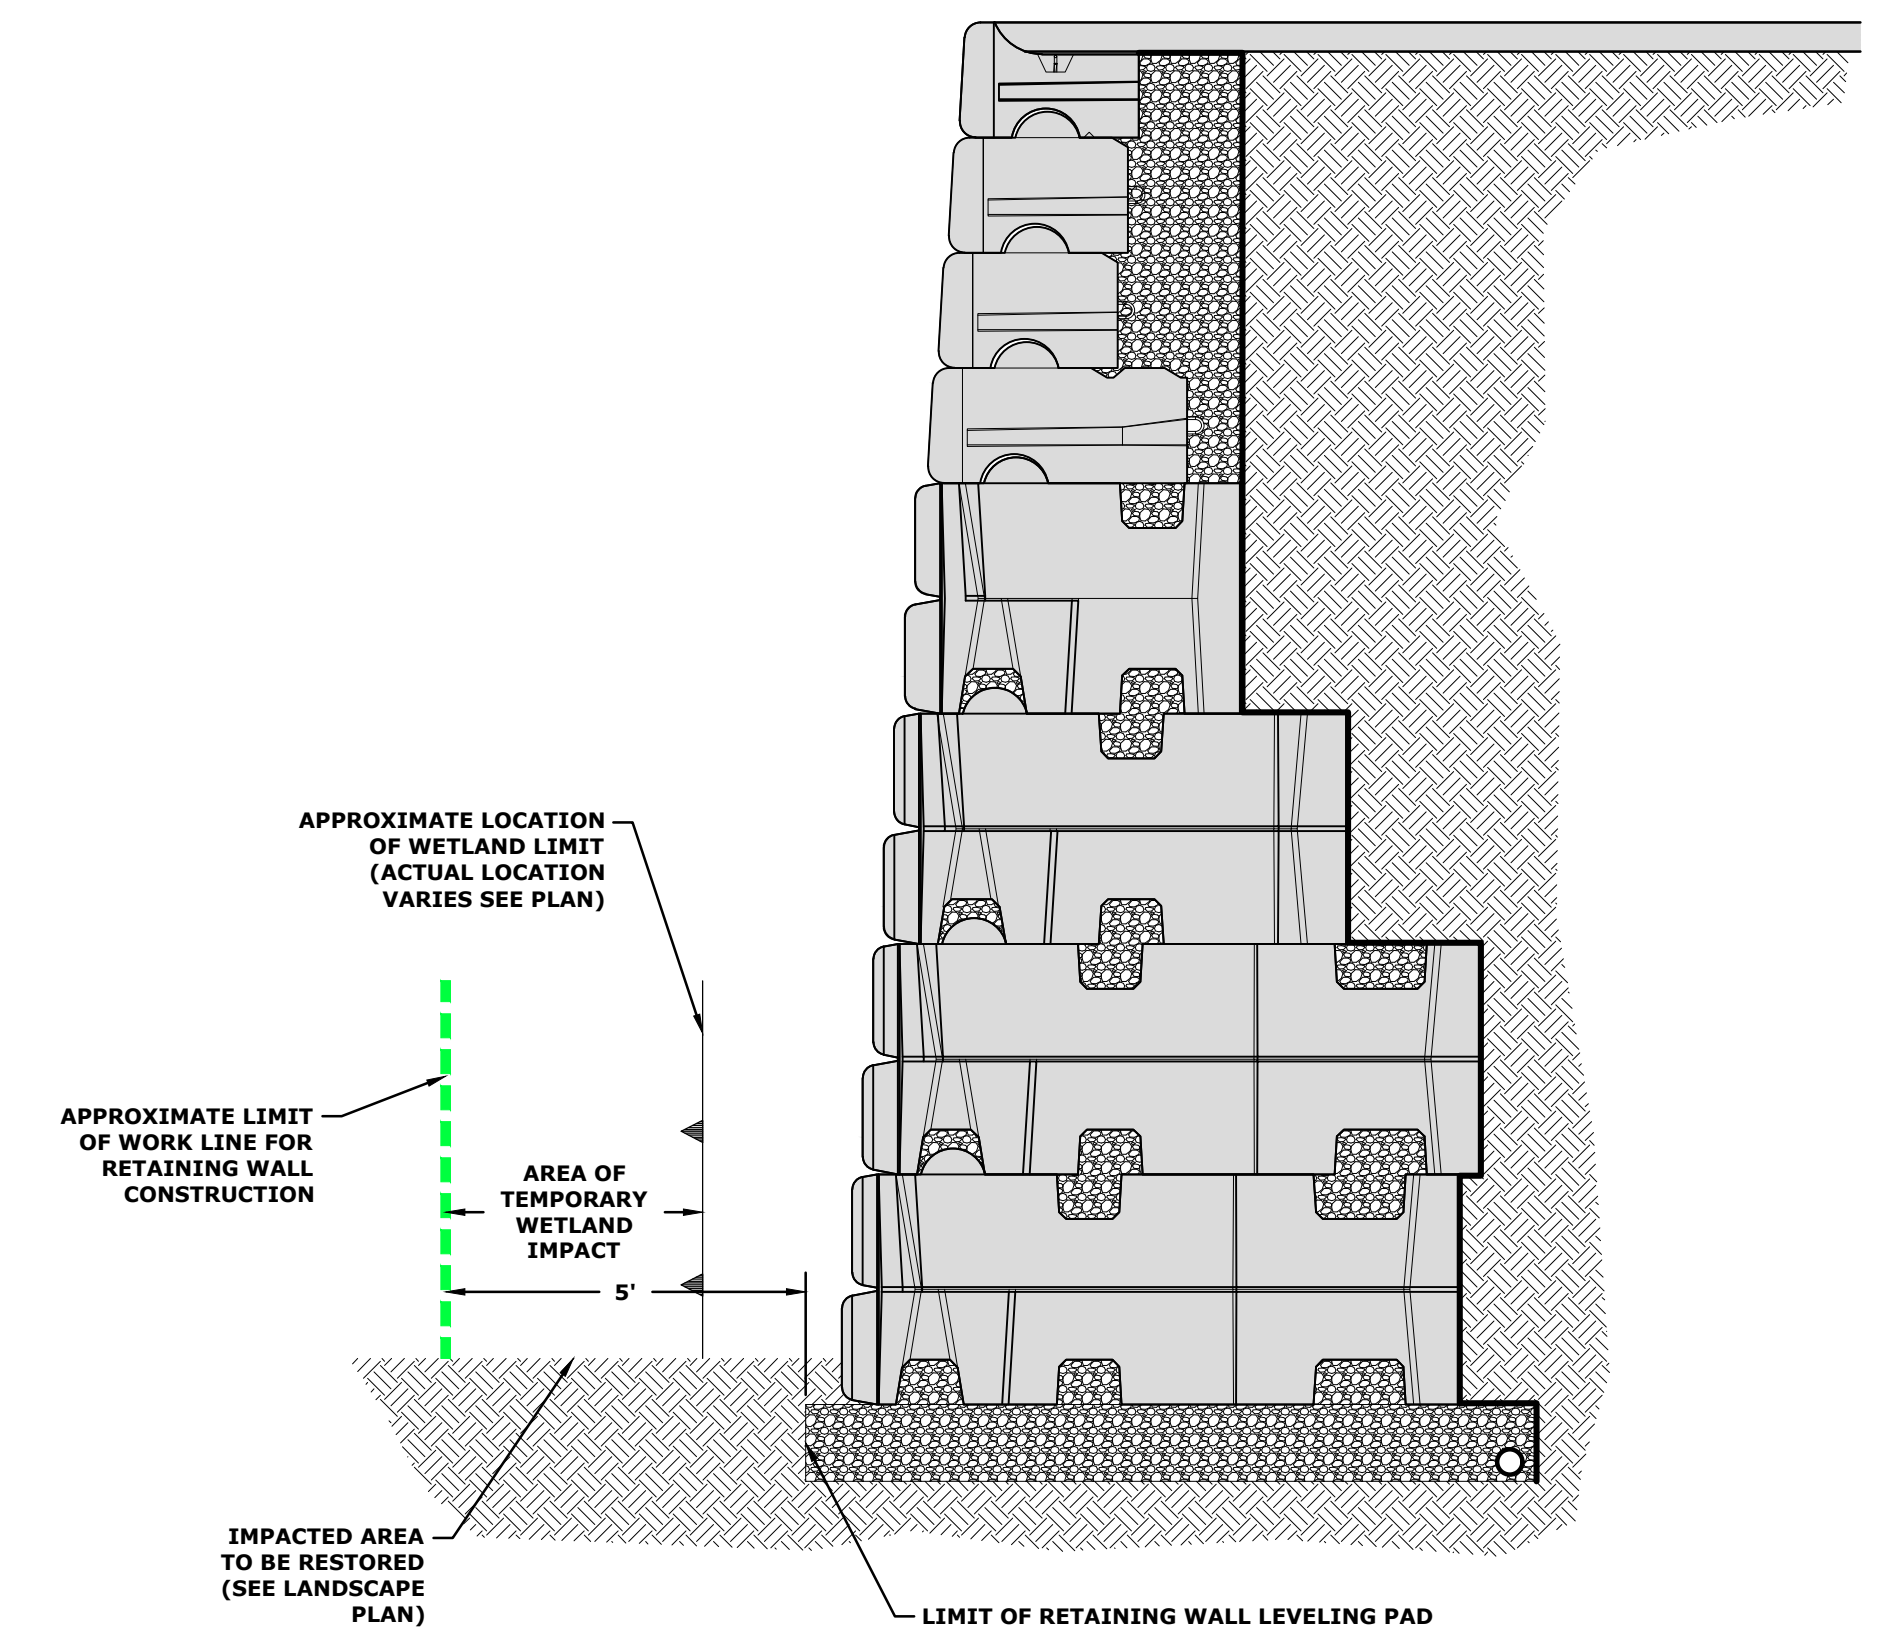 APPROXIMATE LOCATION
OF WETLAND LIMIT
(ACTUAL LOCATION
VARIES SEE PLAN)
APPROXIMATE LIMIT
OF WORK LINE FOR
RETAINING WALL
CONSTRUCTION
AREA OF
TEMPORARY
WETLAND
IMPACT
5'
IMPACTED AREA
TO BE RESTORED
(SEE LANDSCAPE
PLAN)
LIMIT OF RETAINING WALL LEVELING PAD